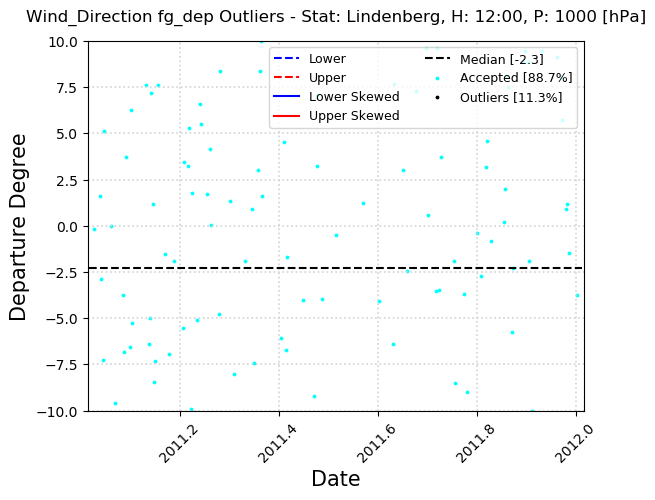 Wind_Direction fg_dep Outliers - Stat: Lindenberg, H: 12:00, P: 1000 [hPa]
Lower
Upper
Lower Skewed
Upper Skewed
Median [-2.3]
Accepted [88.7%]
Outliers [11.3%]
Departure Degree
10.0
7.5
5.0
2.5
0.0
−2.5
−5.0
−7.5
−10.0
2011.2
2011.4
2011.6
2011.8
2012.0
Date